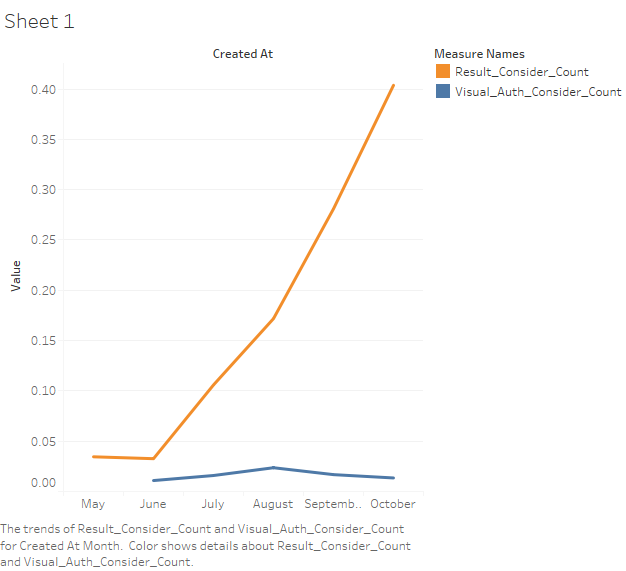 Sheet 1
Created At
Measure Names
Result_Consider_Count
Visual_Auth_Consider_Count
0.40
0.35
0.30
0.25
0.20
0.15
0.10
0.05
0.00
Value
May June July August Septemb.. October
The trends of Result_Consider_Count and Visual_Auth_Consider_Count
for Created At Month. Color shows details about Result_Consider_Count
and Visual_Auth_Consider_Count.